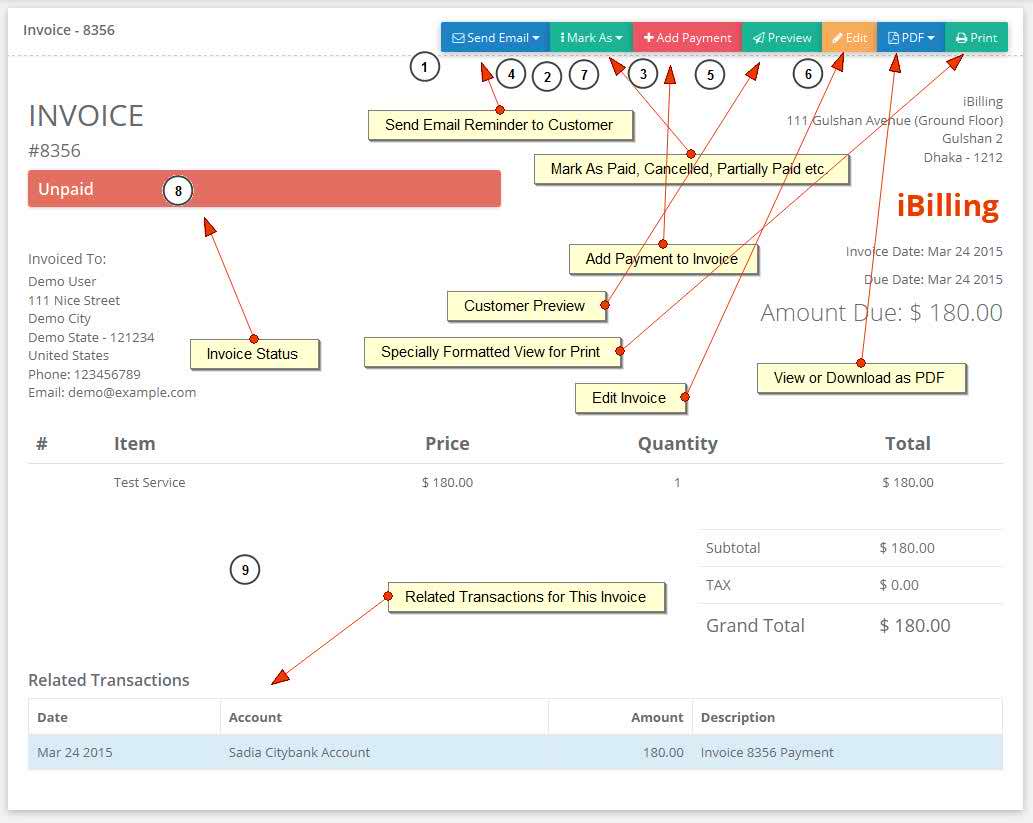 Invoice - 8356
Send Email
Mark As
Add Payment
Preview
Edit
PDF
Print
1
4
2
7
3
5
6
INVOICE
#8356
Unpaid
8
Send Email Reminder to Customer
Mark As Paid, Cancelled, Partially Paid etc.
iBilling
111 Gulshan Avenue (Ground Floor)
Gulshan 2
Dhaka - 1212
iBilling
Invoice Date: Mar 24 2015
Due Date: Mar 24 2015
Amount Due: $ 180.00
Add Payment to Invoice
Customer Preview
Specially Formatted View for Print
Edit Invoice
View or Download as PDF
Invoiced To:
Demo User
111 Nice Street
Demo City
Demo State - 121234
United States
Phone: 123456789
Email: demo@example.com
Invoice Status
# Item Price Quantity Total
Test Service $ 180.00 1 $ 180.00
Subtotal $ 180.00
TAX $ 0.00
Grand Total $ 180.00
9
Related Transactions for This Invoice
Related Transactions
Date Account Amount Description
Mar 24 2015 Sadia Citybank Account 180.00 Invoice 8356 Payment